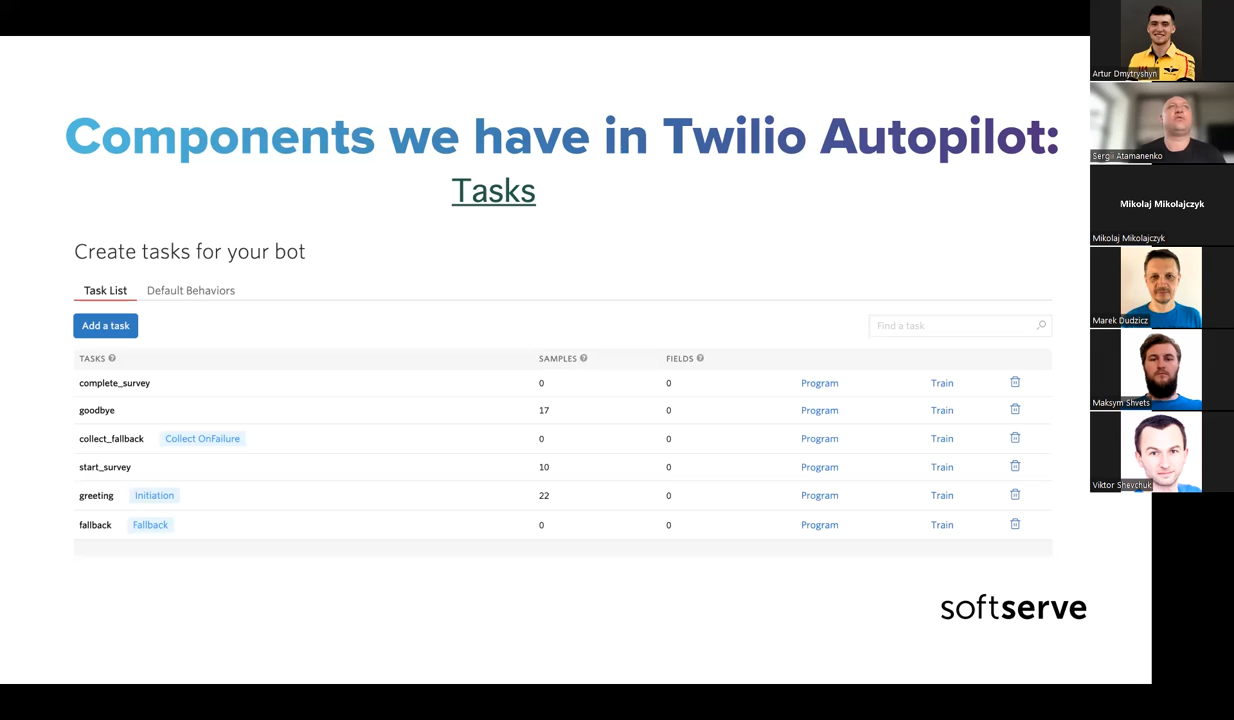 Components we have in Twilio Autopilot:
Tasks
Create tasks for your bot
Task List Default Behaviors
Add a task Find a task
TASKS SAMPLES FIELDS
complete_survey 0 0 Program Train
goodbye 17 0 Program Train
collect_fallback Collect OnFailure 0 0 Program Train
start_survey 10 0 Program Train
greeting Initiation 22 0 Program Train
fallback Fallback 0 0 Program Train
softserve
Artur Dmytryshyn
Sergii Atamanenko
Mikolaj Mikolajczyk
Mikolaj Mikolajczyk
Marek Dudzicz
Maksym Shvets
Viktor Shevchuk